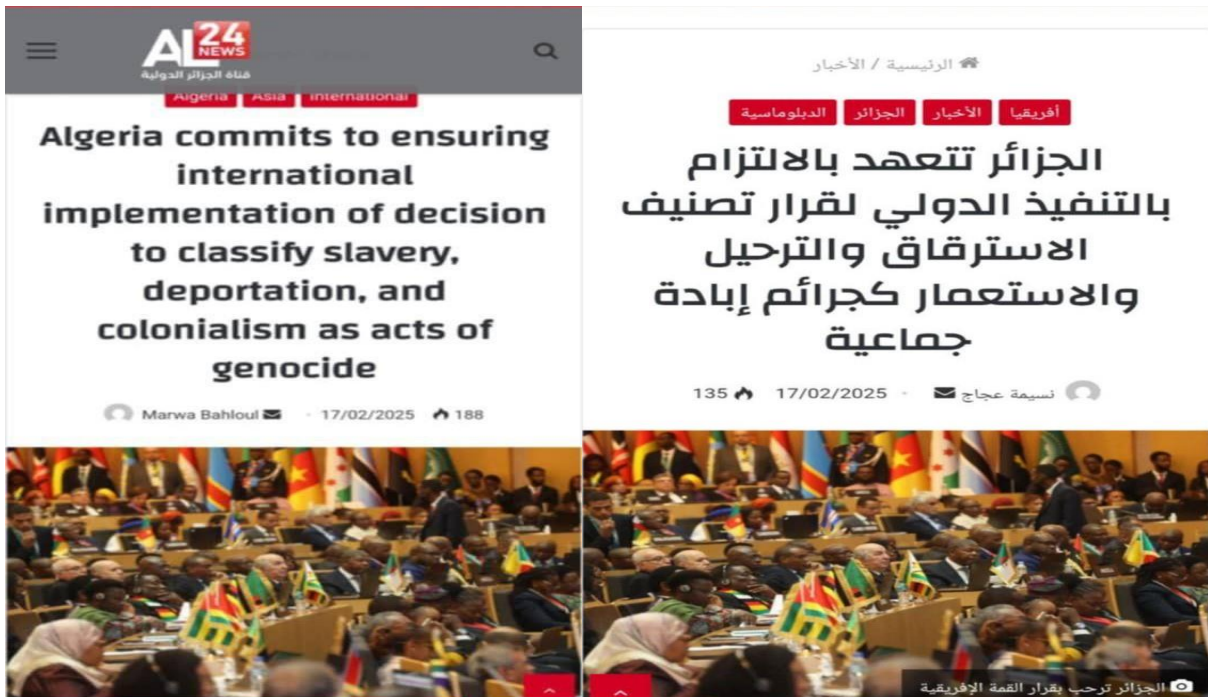 AL24
NEWS
قناة الجزائر الدولية
Algeria Asia International
Algeria commits to ensuring
international
implementation of decision
to classify slavery,
deportation, and
colonialism as acts of
genocide
Marwa Bahloul · 17/02/2025 188
الرئيسية / الأخبار
أفريقيا الأخبار الجزائر الدبلوماسية
الجزائر تتعهد بالالتزام
بالتنفيذ الدولي لقرار تصنيف
الاسترقاق والترحيل
والاستعمار كجرائم إبادة
جماعية
نسيمة عجاج · 17/02/2025 135
الجزائر ترحب بقرار القمة الإفريقية